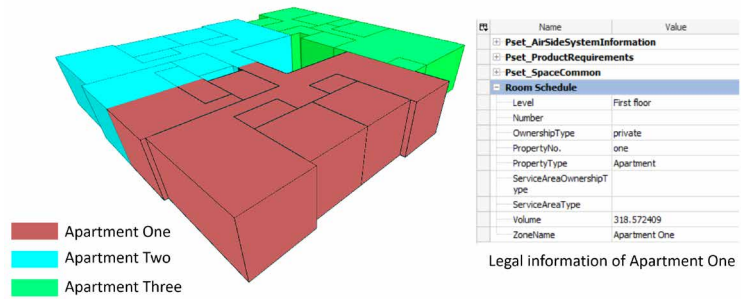 Name Value
Pset_AirSideSystemInformation
Pset_ProductRequirements
Pset_SpaceCommon
Room Schedule
Level First floor
Number
OwnershipType private
PropertyNo. one
PropertyType Apartment
ServiceAreaOwnershipT
ype
ServiceAreaType
Volume 318.572409
ZoneName Apartment One
Apartment One
Apartment Two
Apartment Three
Legal information of Apartment One